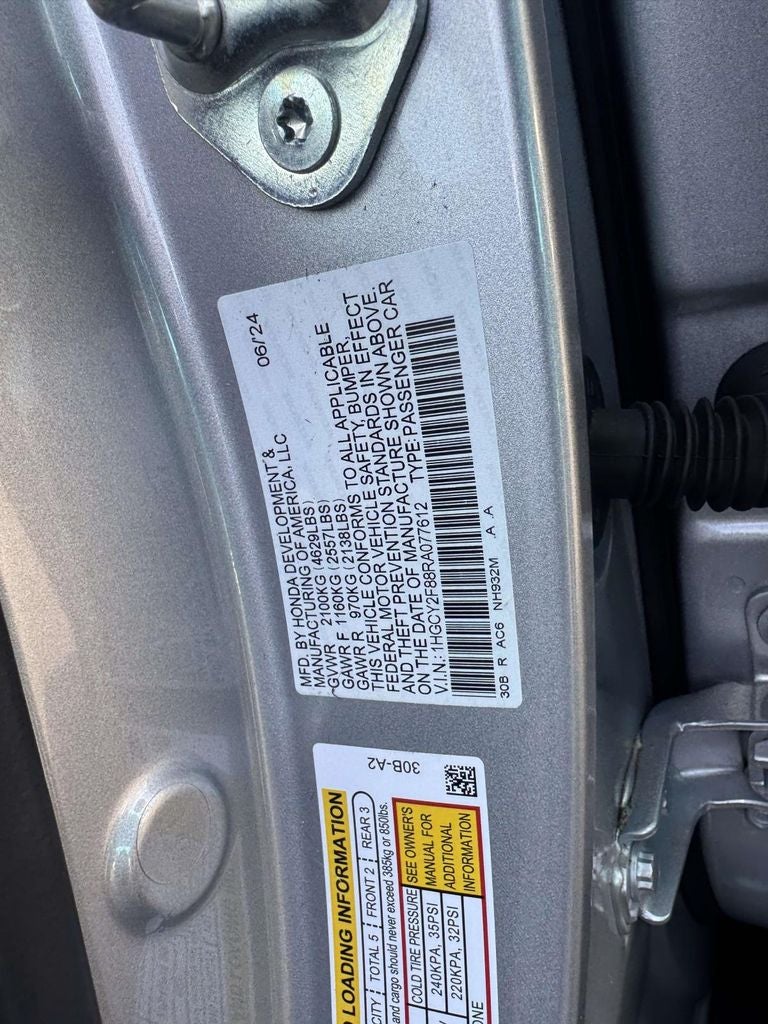 06/24
MFD. BY HONDA DEVELOPMENT &
MANUFACTURING OF AMERICA, LLC
GVWR 2100KG (4629LBS)
GAWR F 1160KG (2557LBS)
GAWR R 970KG (2138LBS)
THIS VEHICLE CONFORMS TO ALL APPLICABLE
FEDERAL MOTOR VEHICLE SAFETY, BUMPER,
AND THEFT PREVENTION STANDARDS IN EFFECT
ON THE DATE OF MANUFACTURE SHOWN ABOVE.
V.I.N.: 1HGCY2F88RA077612 TYPE: PASSENGER CAR
30B R AC6 NH932M .A .A
30B-A2
LOADING INFORMATION
TOTAL 5 FRONT 2 REAR 3
and cargo should never exceed 385kg or 850lbs.
COLD TIRE PRESSURE SEE OWNER'S
240KPA, 35PSI MANUAL FOR
220KPA, 32PSI ADDITIONAL
INFORMATION